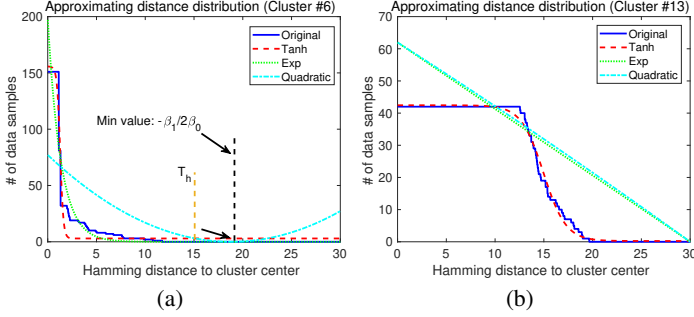 Approximating distance distribution (Cluster #6)
# of data samples
200
150
100
50
0
Original
Tanh
Exp
Quadratic
Min value: -β1/2β0
Th
0 5 10 15 20 25 30
Hamming distance to cluster center
(a)
Approximating distance distribution (Cluster #13)
# of data samples
70
60
50
40
30
20
10
0
Original
Tanh
Exp
Quadratic
0 5 10 15 20 25 30
Hamming distance to cluster center
(b)